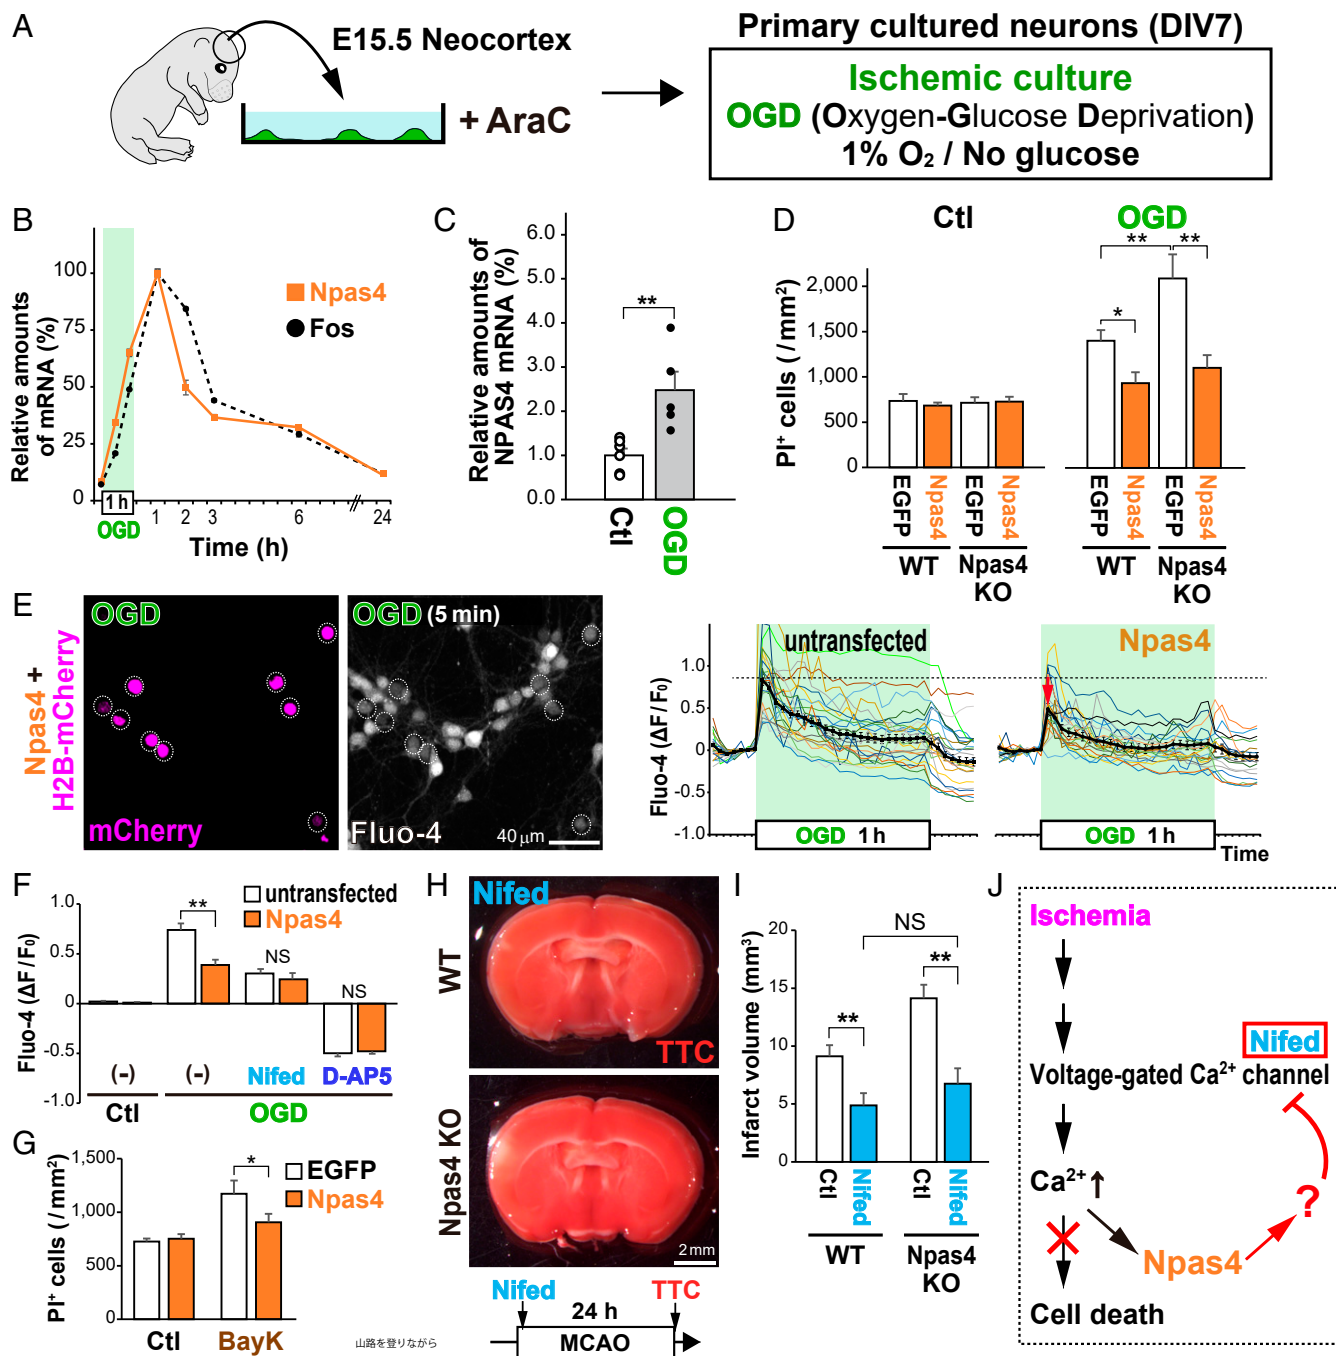 A
E15.5 Neocortex
+ AraC
Primary cultured neurons (DIV7)
Ischemic culture
OGD (Oxygen-Glucose Deprivation)
1% O₂ / No glucose
B
Relative amounts
of mRNA (%)
100
75
50
25
0
Npas4
Fos
1 h
OGD
1
2
3
6
24
Time (h)
C
Relative amounts of
NPAS4 mRNA (%)
6.0
5.0
4.0
3.0
2.0
1.0
0.0
**
Ctl
OGD
D
Ctl
OGD
PI⁺ cells ( /mm²)
2,000
1,500
1,000
500
0
**
**
*
EGFP
Npas4
EGFP
Npas4
EGFP
Npas4
EGFP
Npas4
WT
Npas4
KO
WT
Npas4
KO
E
Npas4 +
H2B-mCherry
OGD
mCherry
OGD (5 min)
Fluo-4
40 µm
Fluo-4 (ΔF / F₀)
1.0
0.5
0
-0.5
-1.0
untransfected
Npas4
OGD 1 h
OGD 1 h
Time
F
Fluo-4 (ΔF / F₀)
1.0
0.5
0
-0.5
-1.0
untransfected
Npas4
**
NS
NS
(-)
(-)
Nifed
D-AP5
Ctl
OGD
G
PI⁺ cells ( /mm²)
1,500
1,000
500
0
EGFP
Npas4
*
Ctl
BayK
山路を登りながら
H
Nifed
WT
TTC
Npas4 KO
2 mm
Nifed
TTC
24 h
MCAO
I
Infarct volume (mm³)
20
15
10
5
0
NS
**
**
Ctl
Nifed
Ctl
Nifed
WT
Npas4
KO
J
Ischemia
Nifed
Voltage-gated Ca²⁺ channel
Ca²⁺ ↑
?
Npas4
Cell death